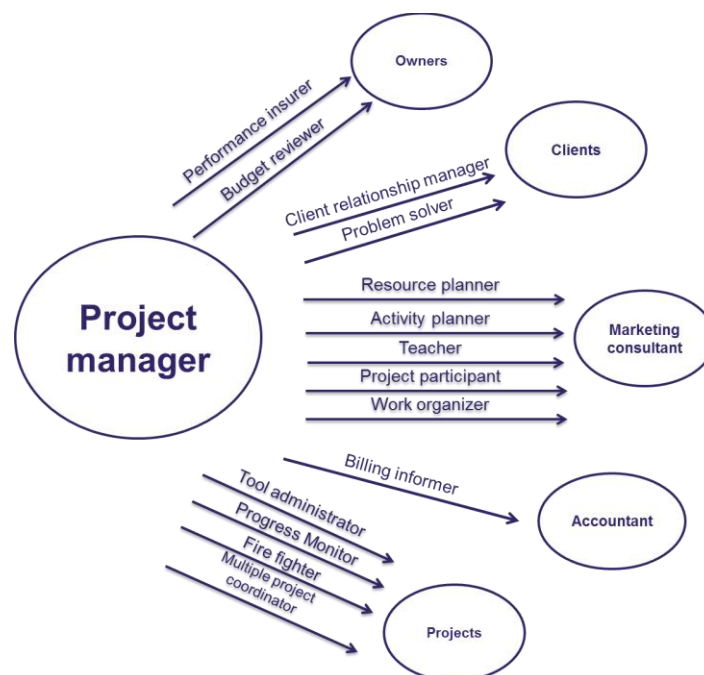 Owners
Performance insurer
Budget reviewer
Clients
Client relationship manager
Problem solver
Project
manager
Resource planner
Activity planner
Teacher
Project participant
Work organizer
Marketing
consultant
Billing informer
Accountant
Tool administrator
Progress Monitor
Fire fighter
Multiple project
coordinator
Projects